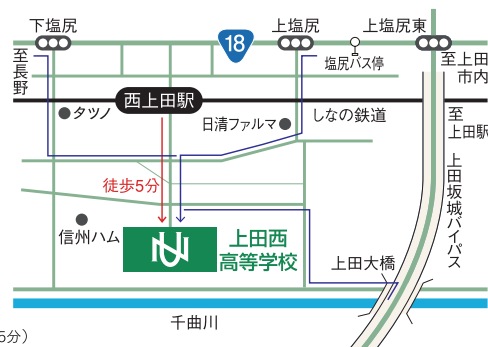 下塩尻
18
上塩尻
上塩尻東
至長野
塩尻バス停
至上田
市内
西上田駅
タツノ
日清ファルマ
しなの鉄道
至
上田駅
徒歩5分
上田坂城バイパス
信州ハム
上田西
高等学校
上田大橋
千曲川
5分）